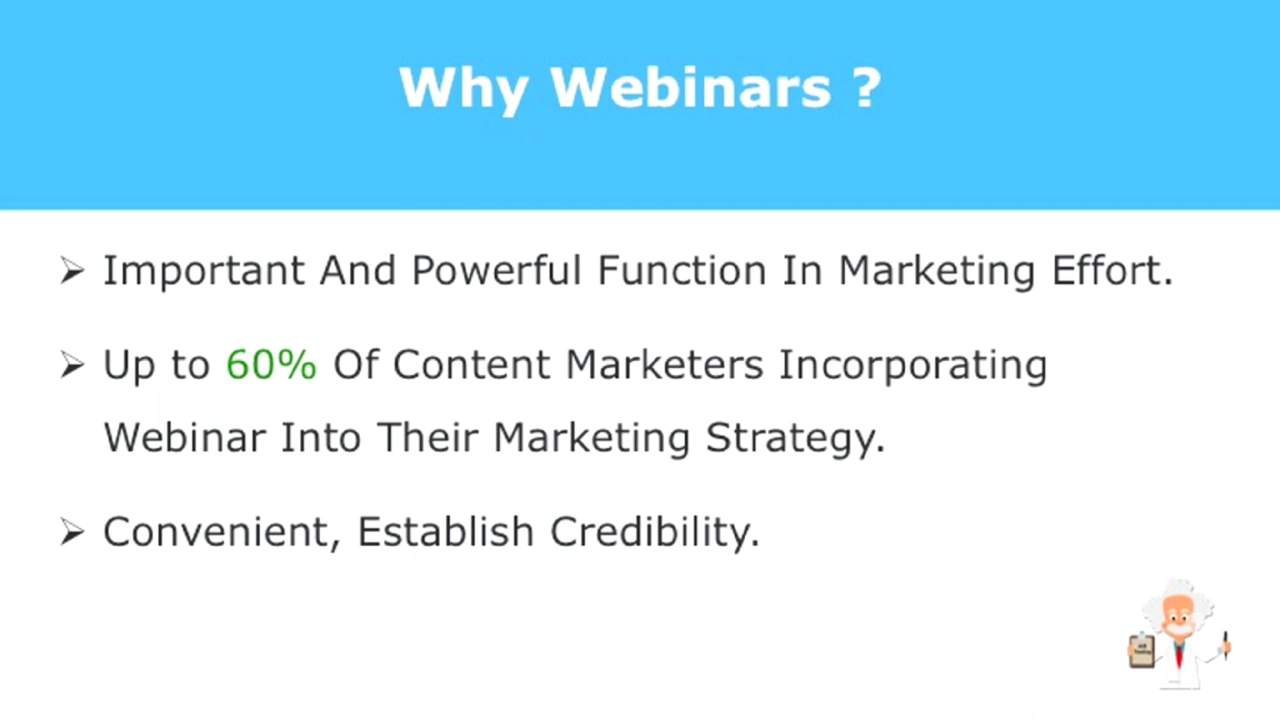 Why Webinars ?
➢ Important And Powerful Function In Marketing Effort.
➢ Up to 60% Of Content Marketers Incorporating
Webinar Into Their Marketing Strategy.
➢ Convenient, Establish Credibility.